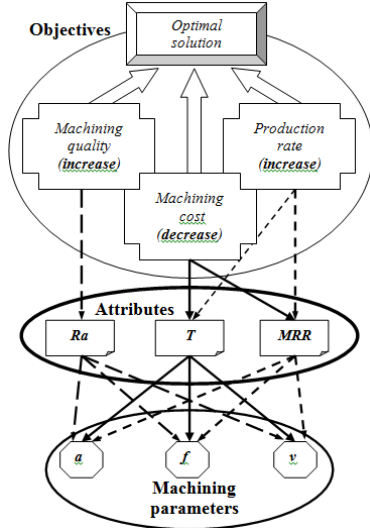 Objectives
Optimal
solution
Machining
quality
(increase)
Production
rate
(increase)
Machining
cost
(decrease)
Attributes
Ra
T
MRR
a
f
v
Machining
parameters